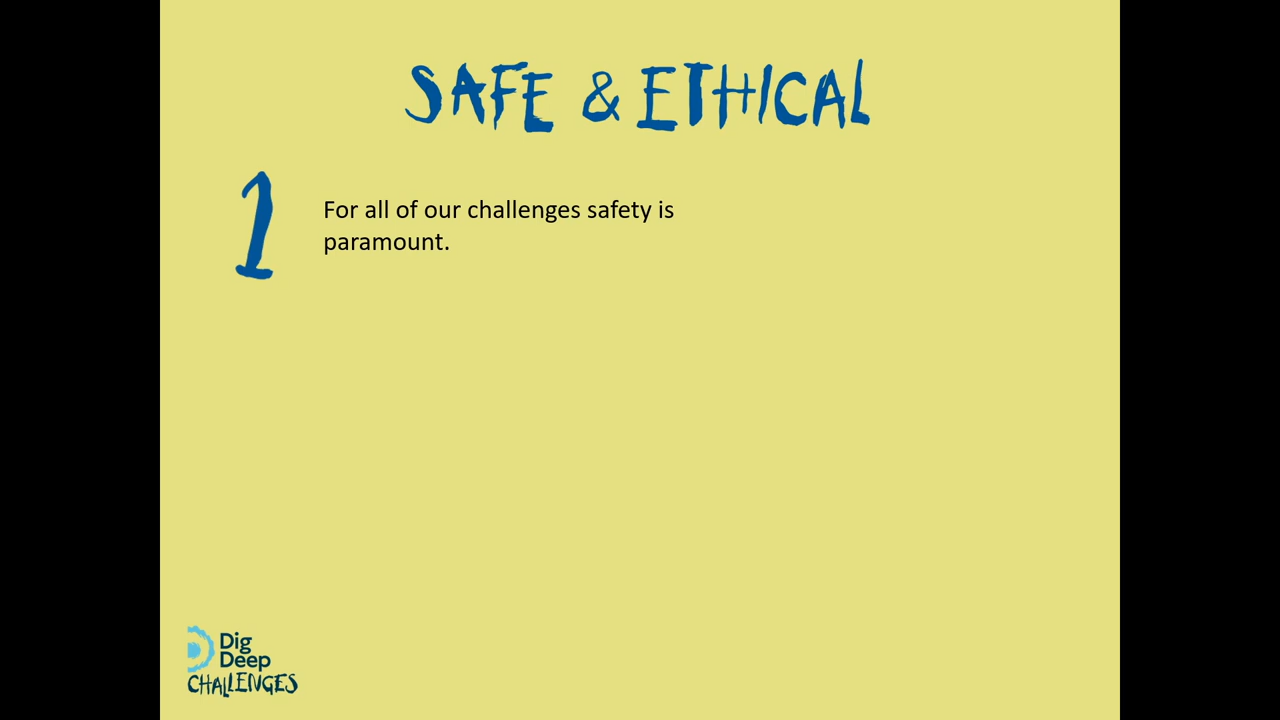 SAFE & ETHICAL
1
For all of our challenges safety is
paramount.
Dig
Deep
CHALLENGES